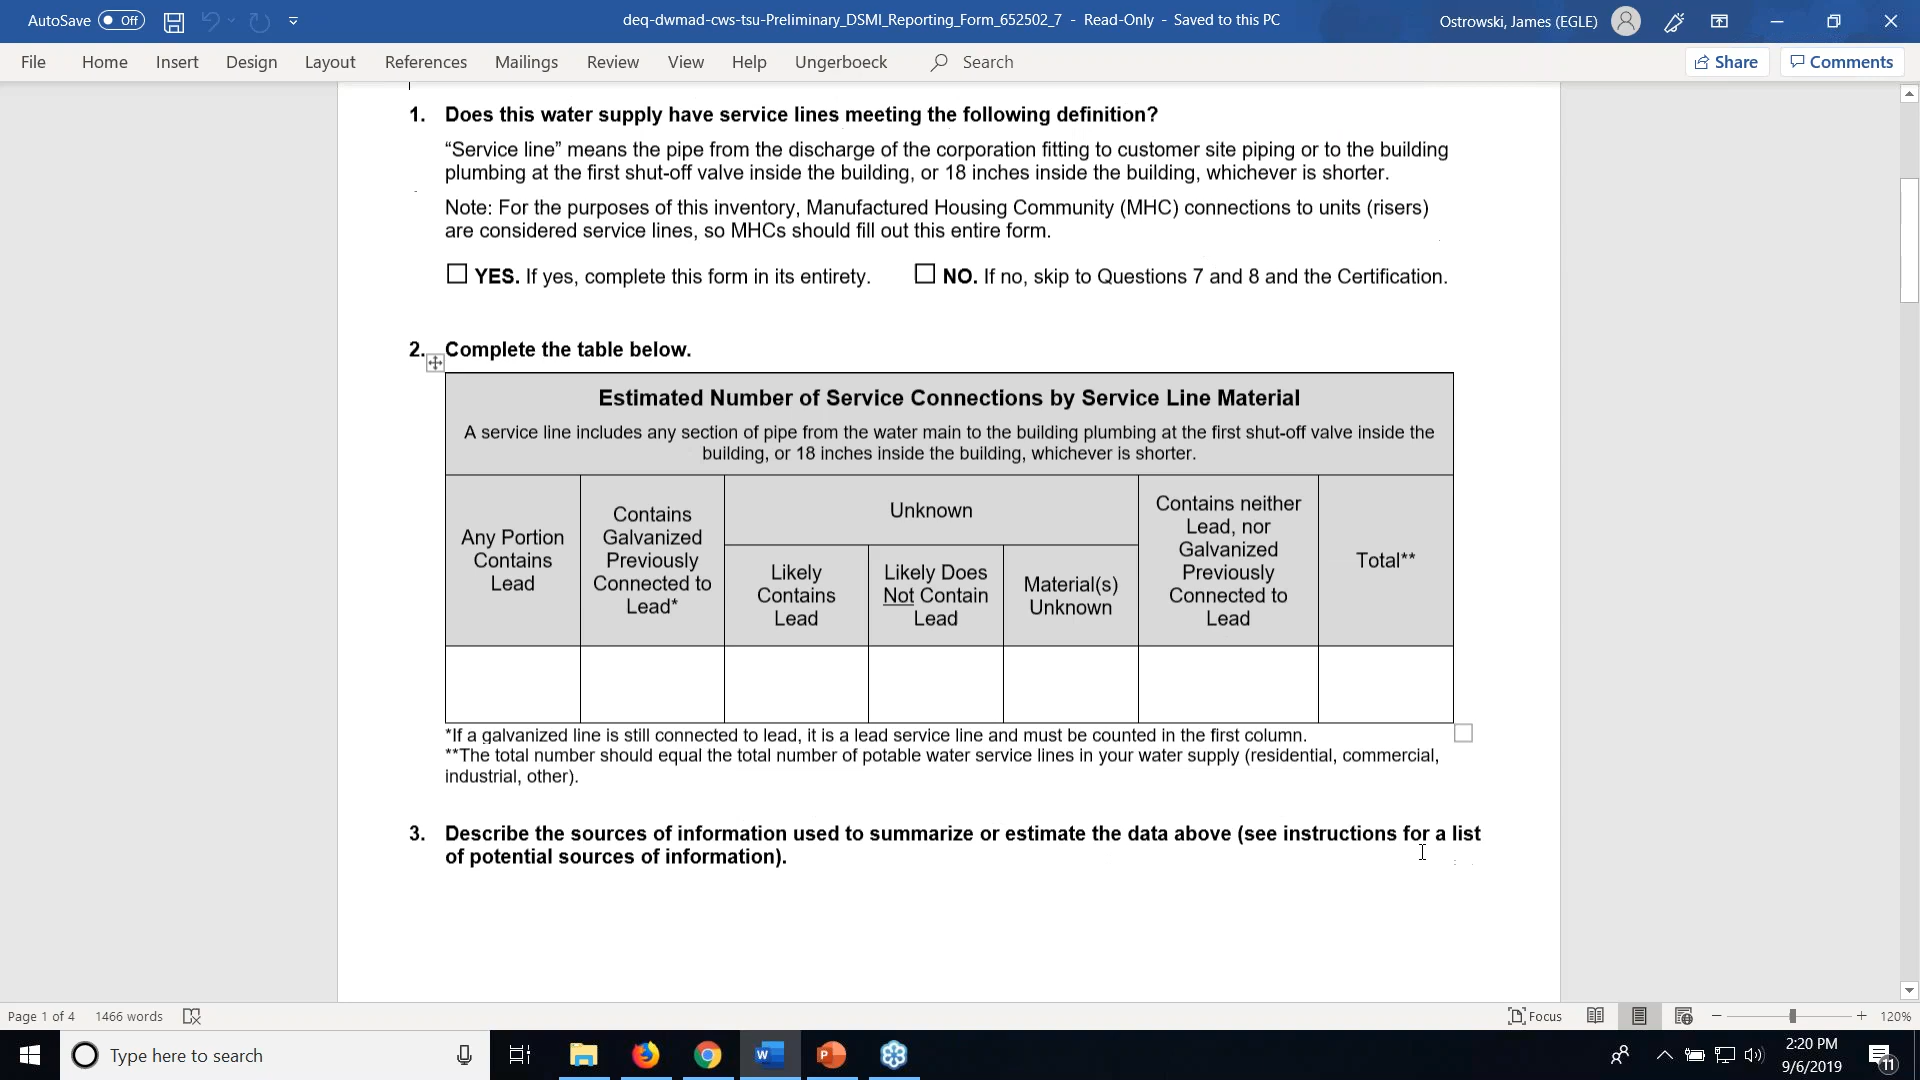 AutoSave Off
deq-dwmad-cws-tsu-Preliminary_DSMI_Reporting_Form_652502_7 - Read-Only - Saved to this PC
Ostrowski, James (EGLE)
File Home Insert Design Layout References Mailings Review View Help Ungerboeck Search
Share Comments
1. Does this water supply have service lines meeting the following definition?
“Service line” means the pipe from the discharge of the corporation fitting to customer site piping or to the building
plumbing at the first shut-off valve inside the building, or 18 inches inside the building, whichever is shorter.
Note: For the purposes of this inventory, Manufactured Housing Community (MHC) connections to units (risers)
are considered service lines, so MHCs should fill out this entire form.
YES. If yes, complete this form in its entirety. NO. If no, skip to Questions 7 and 8 and the Certification.
2. Complete the table below.
Estimated Number of Service Connections by Service Line Material
A service line includes any section of pipe from the water main to the building plumbing at the first shut-off valve inside the
building, or 18 inches inside the building, whichever is shorter.
Any Portion
Contains
Lead
Contains
Galvanized
Previously
Connected to
Lead*
Unknown
Likely
Contains
Lead
Likely Does
Not Contain
Lead
Material(s)
Unknown
Contains neither
Lead, nor
Galvanized
Previously
Connected to
Lead
Total**
*If a galvanized line is still connected to lead, it is a lead service line and must be counted in the first column.
**The total number should equal the total number of potable water service lines in your water supply (residential, commercial,
industrial, other).
3. Describe the sources of information used to summarize or estimate the data above (see instructions for a list
of potential sources of information).
Page 1 of 4 1466 words
Focus
120%
Type here to search
W
P
2:20 PM
9/6/2019
11